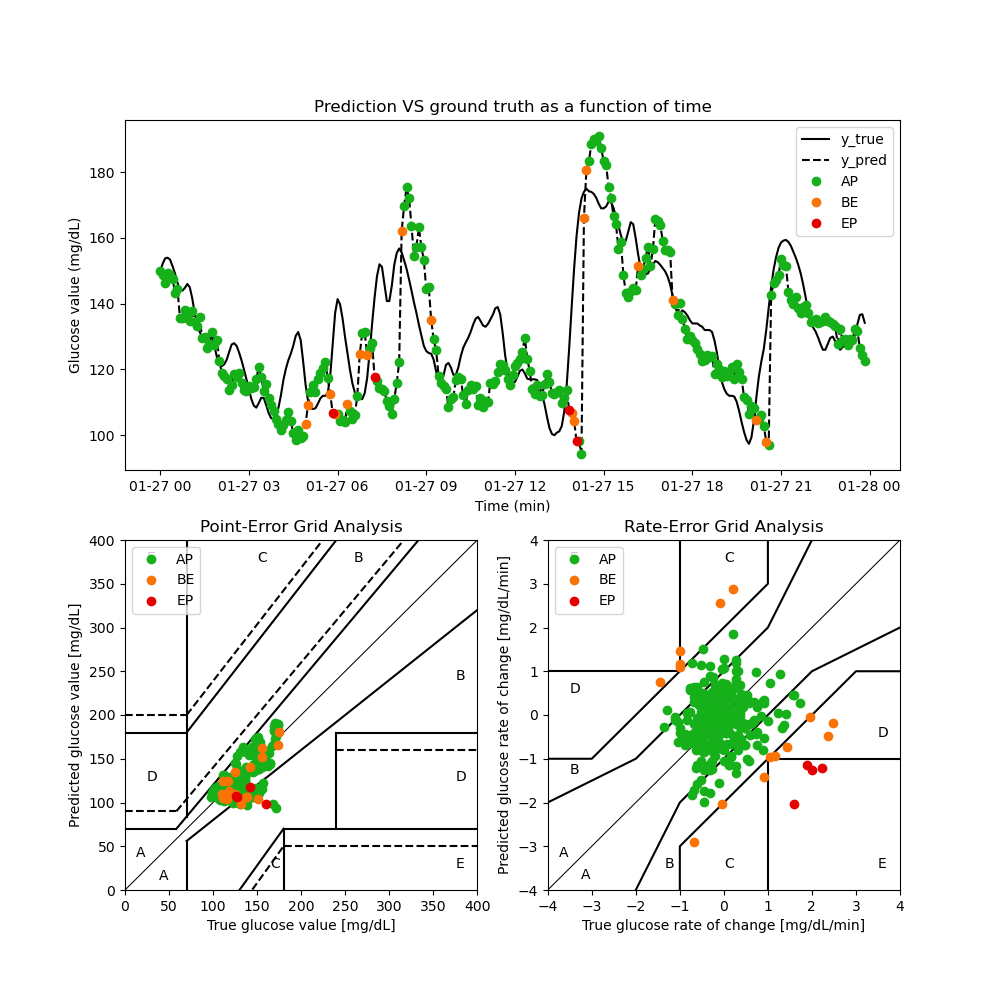 Prediction VS ground truth as a function of time
Glucose value (mg/dL)
180
160
140
120
100
y_true
y_pred
AP
BE
EP
01-27 00 01-27 03 01-27 06 01-27 09 01-27 12 01-27 15 01-27 18 01-27 21 01-28 00
Time (min)
Point-Error Grid Analysis
Predicted glucose value [mg/dL]
400
350
300
250
200
150
100
50
0
AP
BE
EP
C
B
B
D
D
A
A
C
E
0 50 100 150 200 250 300 350 400
True glucose value [mg/dL]
Rate-Error Grid Analysis
Predicted glucose rate of change [mg/dL/min]
4
3
2
1
0
−1
−2
−3
−4
AP
BE
EP
C
D
D
B
A
A
B
C
E
−4 −3 −2 −1 0 1 2 3 4
True glucose rate of change [mg/dL/min]